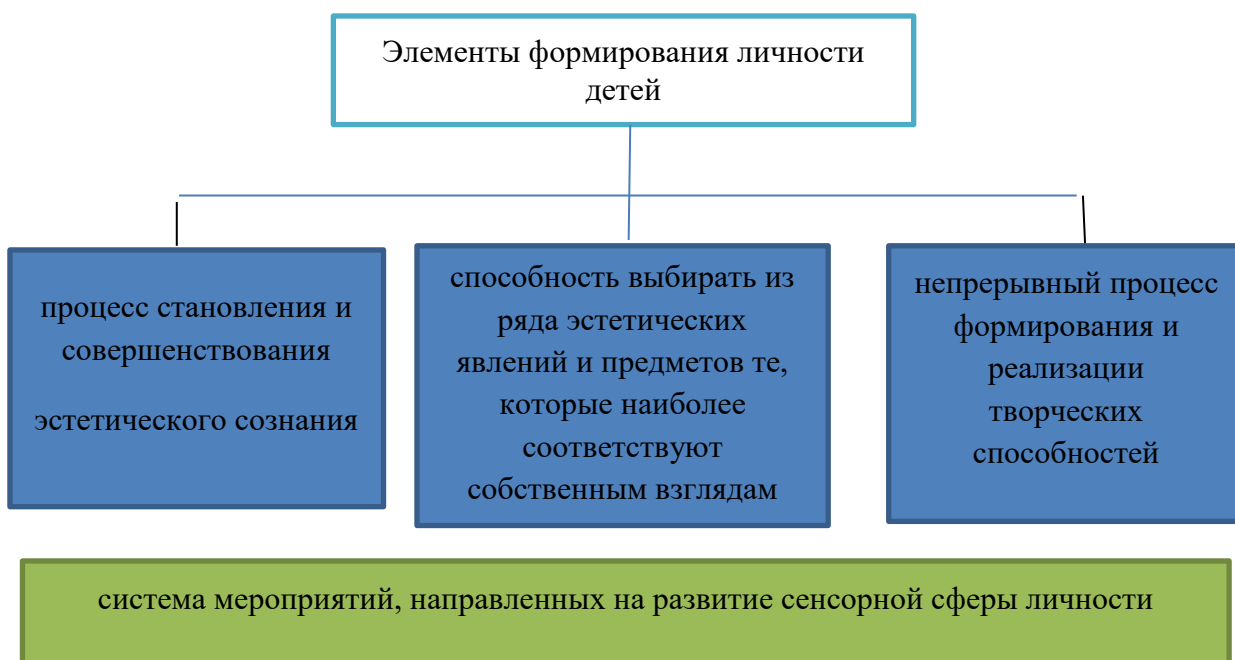 Элементы формирования личности
детей
процесс становления и
совершенствования
эстетического сознания
способность выбирать из
ряда эстетических
явлений и предметов те,
которые наиболее
соответствуют
собственным взглядам
непрерывный процесс
формирования и
реализации
творческих
способностей
система мероприятий, направленных на развитие сенсорной сферы личности